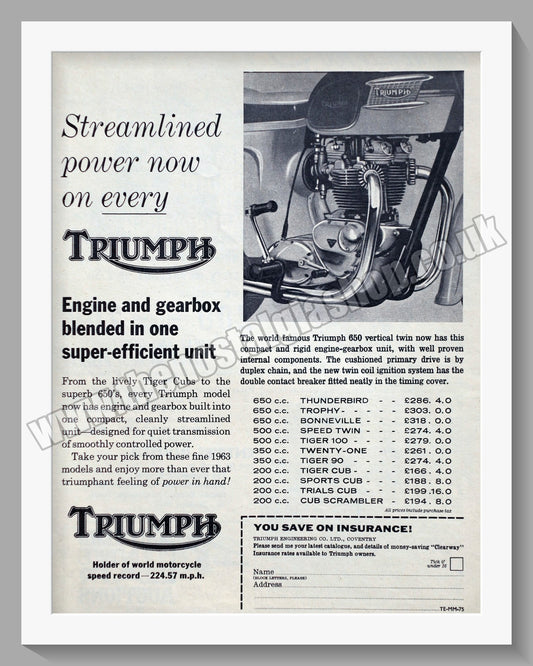 Streamlined
power now
on every
TRIUMPH
Engine and gearbox
blended in one
super-efficient unit
From the lively Tiger Cubs to the
superb 650's, every Triumph model
now has engine and gearbox built into
one compact, cleanly streamlined
unit—designed for quiet transmission
of smoothly controlled power.
Take your pick from these fine 1963
models and enjoy more than ever that
triumphant feeling of power in hand!
TRIUMPH
Holder of world motorcycle
speed record—224.57 m.p.h.
TRIUMPH
The world famous Triumph 650 vertical twin now has this
compact and rigid engine-gearbox unit, with well proven
internal components. The cushioned primary drive is by
duplex chain, and the new twin coil ignition system has the
double contact breaker fitted neatly in the timing cover.
650 c.c. THUNDERBIRD - - £286. 4.0
650 c.c. TROPHY - - - - £303. 0.0
650 c.c. BONNEVILLE - - £318. 0.0
500 c.c. SPEED TWIN - - £274. 4.0
500 c.c. TIGER 100 - - - £279. 0.0
350 c.c. TWENTY-ONE - - £261. 0.0
350 c.c. TIGER 90 - - - £274. 4.0
200 c.c. TIGER CUB - - - £166. 4.0
200 c.c. SPORTS CUB - - £188. 8.0
200 c.c. TRIALS CUB - - £199.16.0
200 c.c. CUB SCRAMBLER - £194. 8.0
All prices include purchase tax
YOU SAVE ON INSURANCE!
TRIUMPH ENGINEERING CO. LTD., COVENTRY
Please send me your latest catalogue, and details of money-saving "Clearway"
Insurance rates available to Triumph owners.
Tick if
under 16
Name
(BLOCK LETTERS, PLEASE)
Address
TE-MM-75
www.thenostalgiashop.co.uk